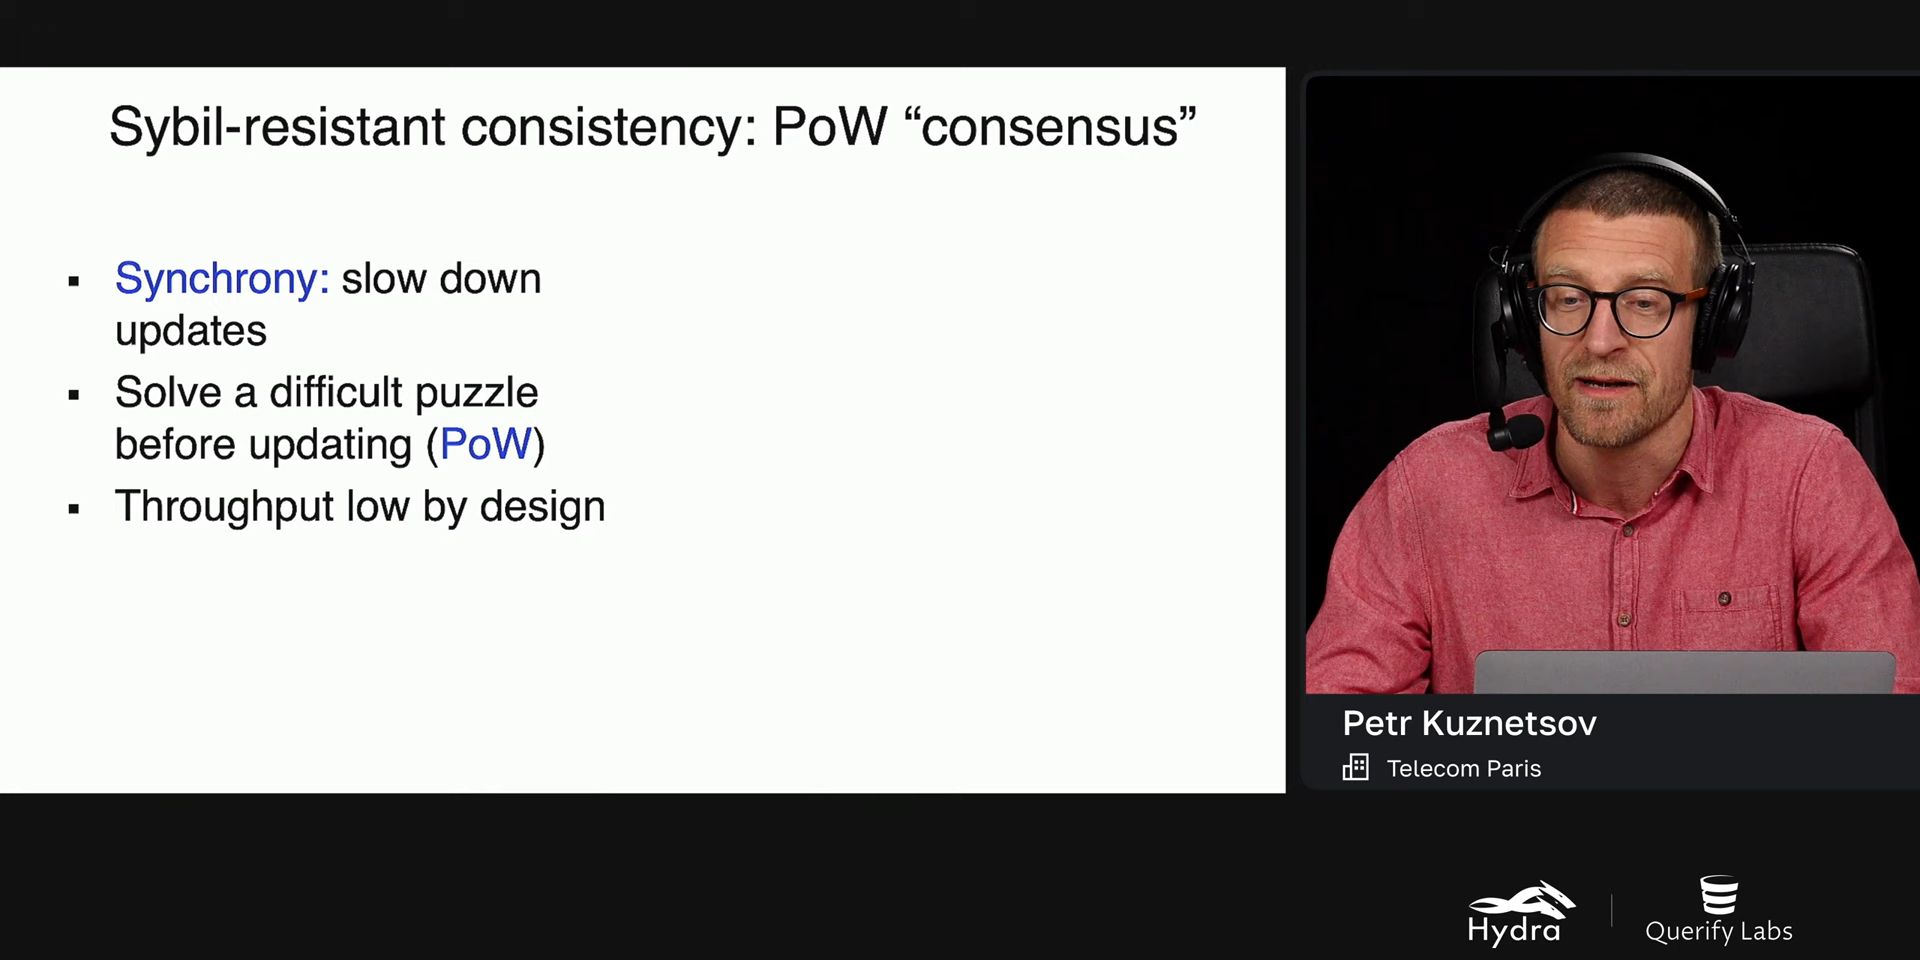 Sybil-resistant consistency: PoW “consensus”
▪ Synchrony: slow down
updates
▪ Solve a difficult puzzle
before updating (PoW)
▪ Throughput low by design
Petr Kuznetsov
Telecom Paris
Hydra
Querify Labs